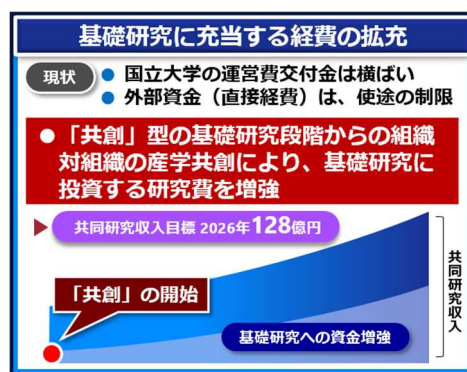 基礎研究に充当する経費の拡充
現状
● 国立大学の運営費交付金は横ばい
● 外部資金（直接経費）は、使途の制限
● 「共創」型の基礎研究段階からの組織
対組織の産学共創により、基礎研究に
投資する研究費を増強
共同研究収入目標 2026年128億円
「共創」の開始
基礎研究への資金増強
共同研究収入